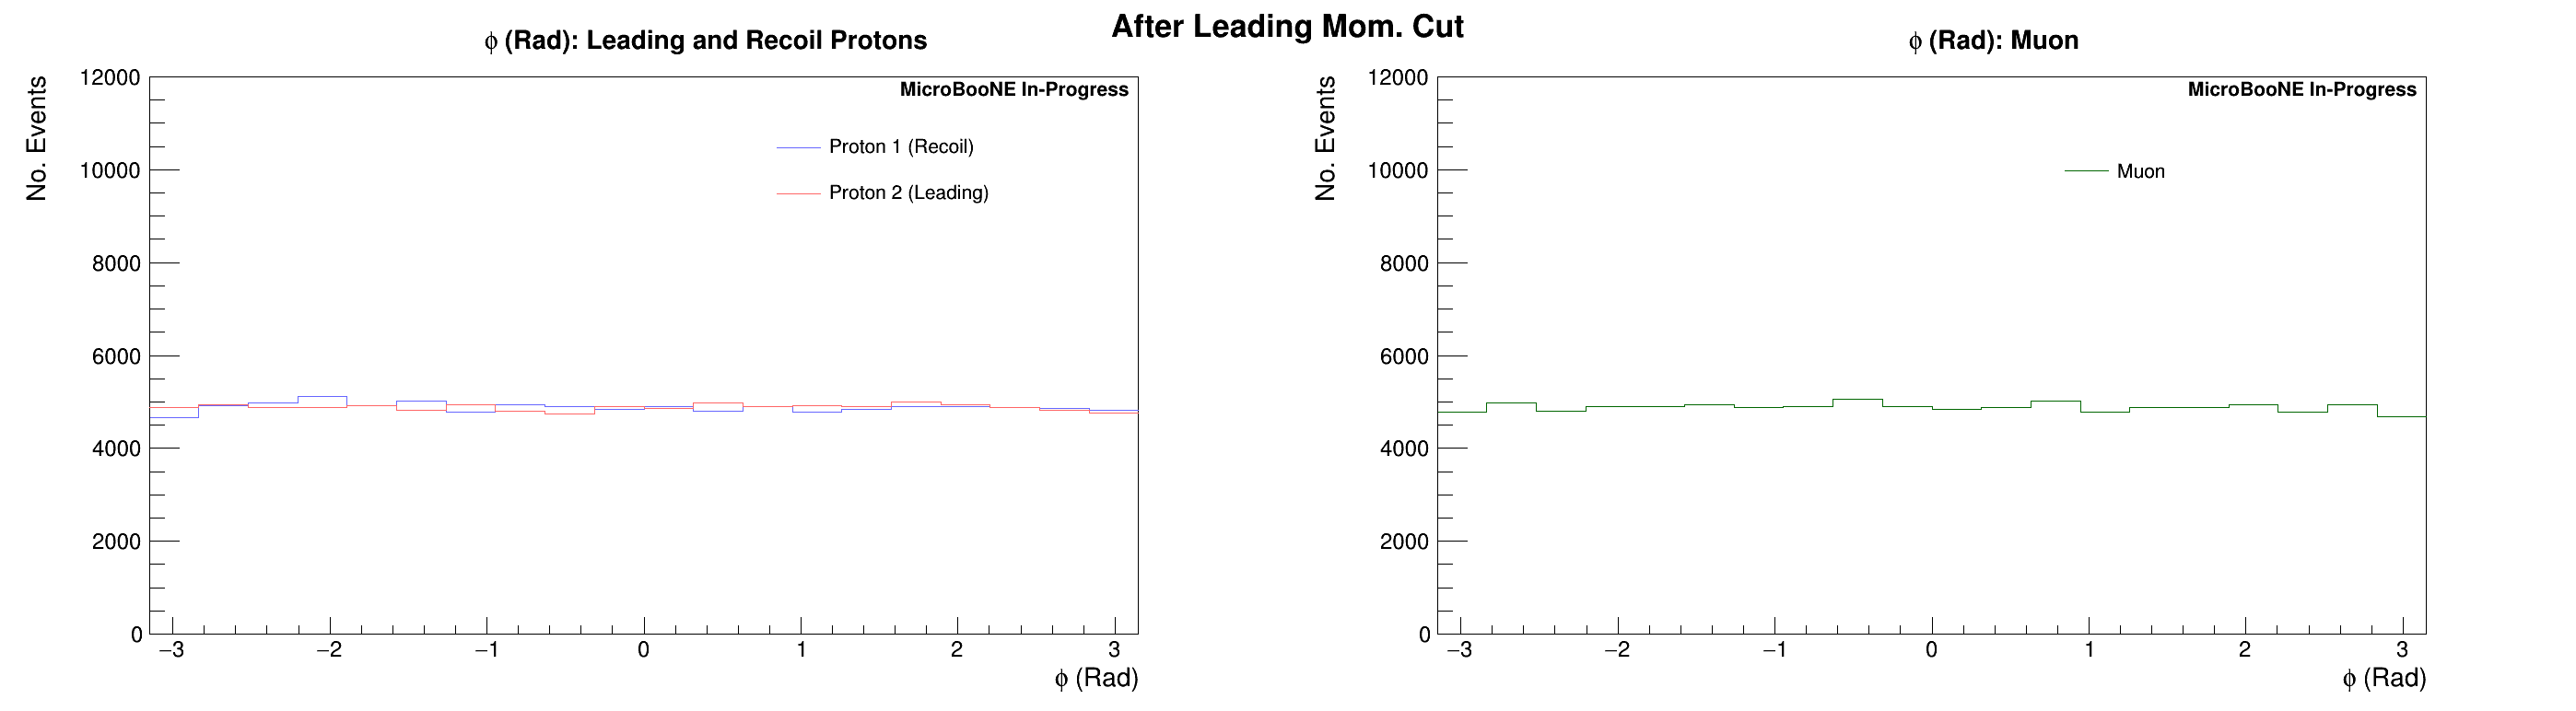 After Leading Mom. Cut
ϕ (Rad): Leading and Recoil Protons
No. Events
MicroBooNE In-Progress
Proton 1 (Recoil)
Proton 2 (Leading)
12000
10000
8000
6000
4000
2000
0
−3 −2 −1 0 1 2 3
ϕ (Rad)
ϕ (Rad): Muon
No. Events
MicroBooNE In-Progress
Muon
12000
10000
8000
6000
4000
2000
0
−3 −2 −1 0 1 2 3
ϕ (Rad)